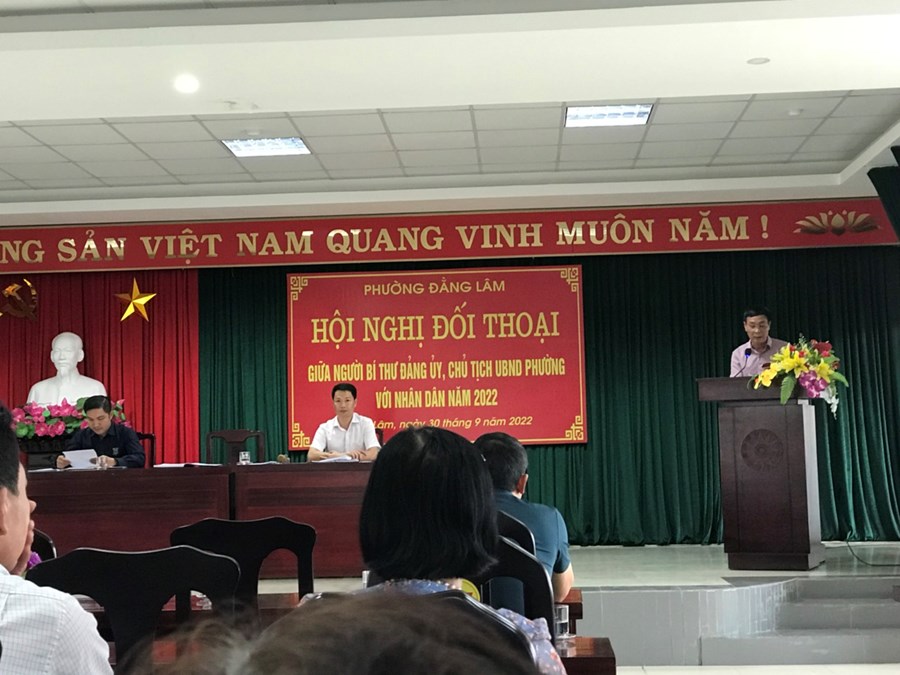 NG SẢN VIỆT NAM QUANG VINH MUÔN NĂM !
PHƯỜNG ĐẰNG LÂM
HỘI NGHỊ ĐỐI THOẠI
GIỮA NGƯỜI BÍ THƯ ĐẢNG ỦY, CHỦ TỊCH UBND PHƯỜNG
VỚI NHÂN DÂN NĂM 2022
Lâm, ngày 30 tháng 9 năm 2022